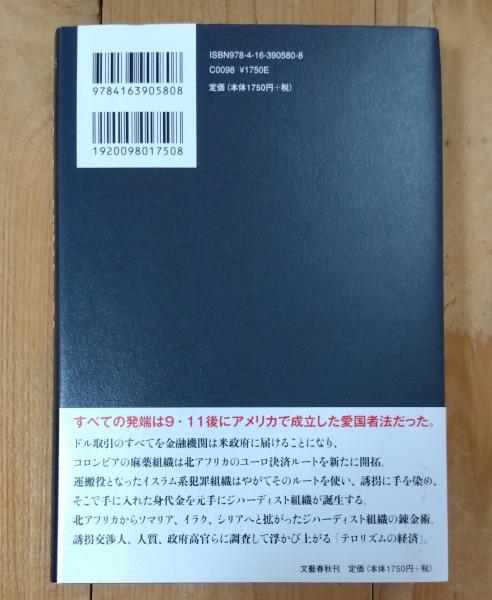 ISBN978-4-16-390580-8
C0098 ¥1750E
定価（本体1750円＋税）
9784163905808
1920098017508
すべての発端は9・11後にアメリカで成立した愛国者法だった。
ドル取引のすべてを金融機関は米政府に届けることになり、
コロンビアの麻薬組織は北アフリカのユーロ決済ルートを新たに開拓。
運搬役となったイスラム系犯罪組織はやがてそのルートを使い、誘拐に手を染め、
そこで手に入れた身代金を元手にジハーディスト組織が誕生する。
北アフリカからソマリア、イラク、シリアへと拡がったジハーディスト組織の錬金術。
誘拐交渉人、人質、政府高官らに調査して浮かび上がる「テロリズムの経済」。
文藝春秋刊　定価（本体1750円＋税）